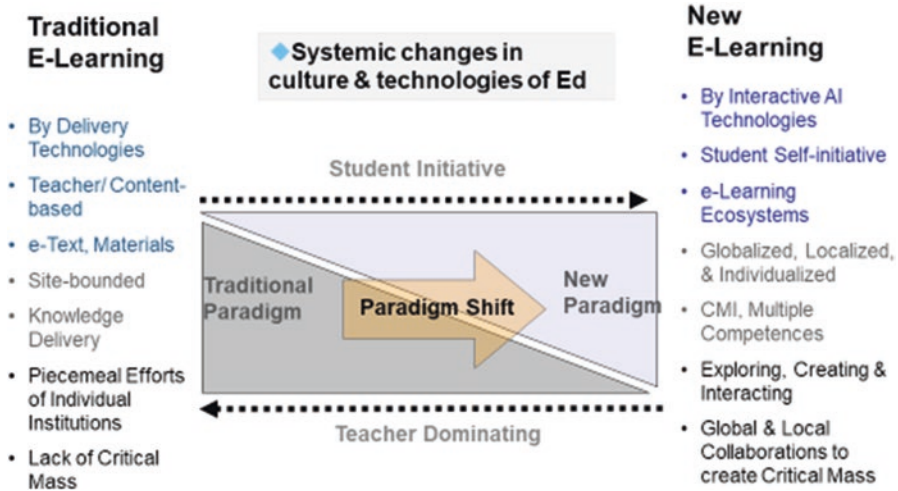 Traditional
E-Learning
• By Delivery
Technologies
• Teacher/ Content-
based
• e-Text, Materials
• Site-bounded
• Knowledge
Delivery
• Piecemeal Efforts
of Individual
Institutions
• Lack of Critical
Mass
Systemic changes in
culture & technologies of Ed
Student Initiative
Traditional
Paradigm
Paradigm Shift
New
Paradigm
Teacher Dominating
New
E-Learning
• By Interactive AI
Technologies
• Student Self-initiative
• e-Learning
Ecosystems
• Globalized, Localized,
& Individualized
• CMI, Multiple
Competences
• Exploring, Creating &
Interacting
• Global & Local
Collaborations to
create Critical Mass